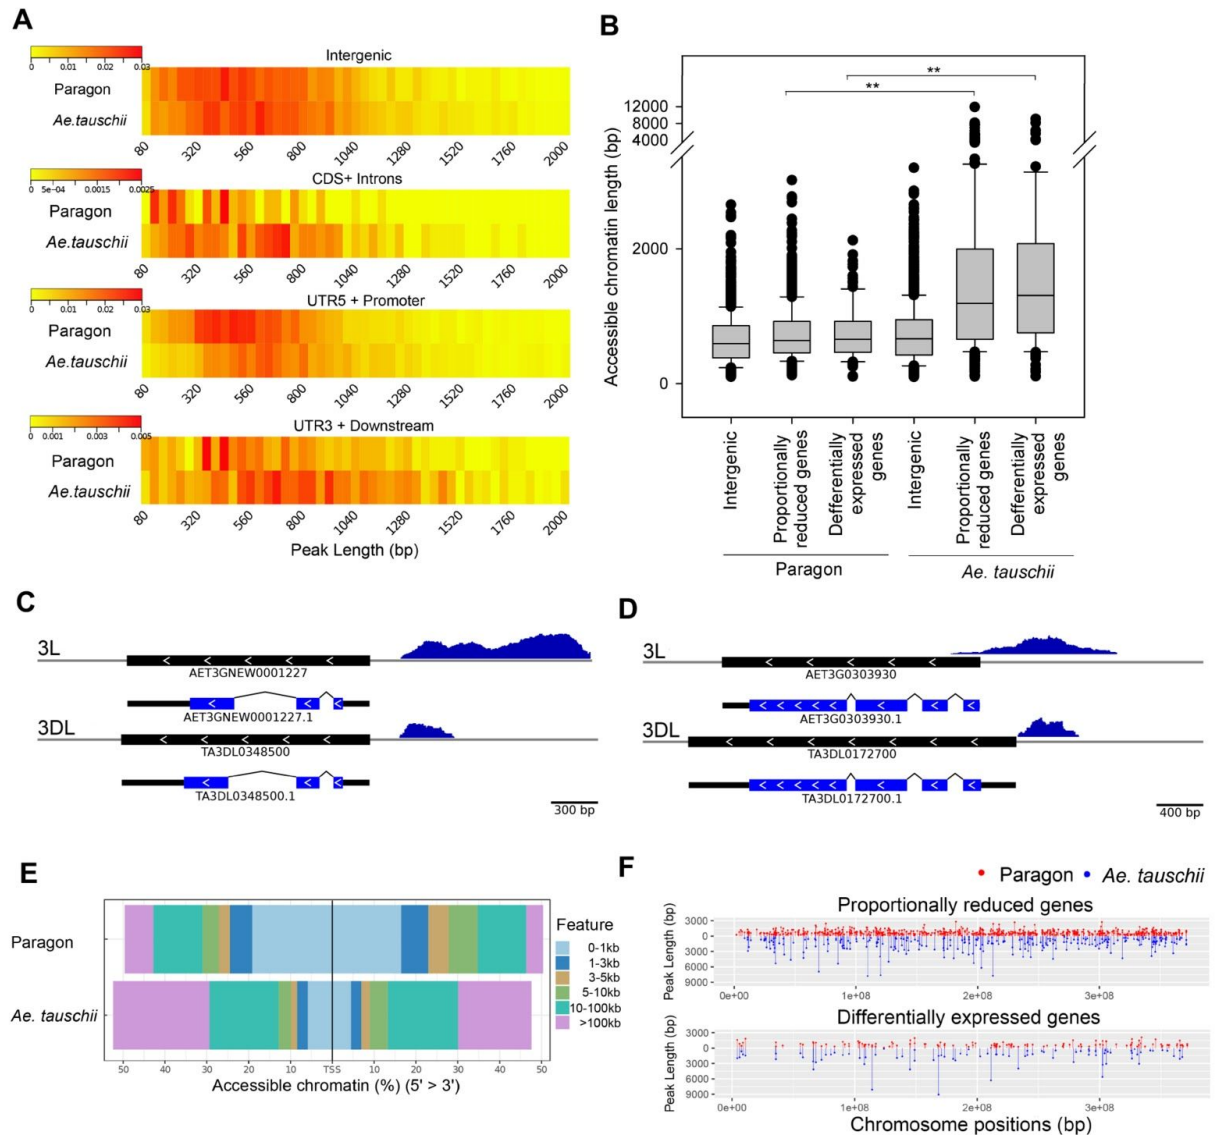 A
Intergenic
0 0.01 0.02 0.03
Paragon
Ae.tauschii
80 320 560 800 1040 1280 1520 1760 2000
CDS+ Introns
0 5e-04 0.0015 0.0025
Paragon
Ae.tauschii
80 320 560 800 1040 1280 1520 1760 2000
UTR5 + Promoter
0 0.01 0.02 0.03
Paragon
Ae.tauschii
80 320 560 800 1040 1280 1520 1760 2000
UTR3 + Downstream
0 0.001 0.003 0.005
Paragon
Ae.tauschii
80 320 560 800 1040 1280 1520 1760 2000
Peak Length (bp)
B
Accessible chromatin length (bp)
12000
8000
4000
2000
0
**
**
Intergenic
Proportionally reduced genes
Defferentially expressed genes
Intergenic
Proportionally reduced genes
Defferentially expressed genes
Paragon
Ae. tauschii
C
3L
AET3GNEW0001227
AET3GNEW0001227.1
3DL
TA3DL0348500
TA3DL0348500.1
300 bp
D
3L
AET3G0303930
AET3G0303930.1
3DL
TA3DL0172700
TA3DL0172700.1
400 bp
E
Paragon
Ae. tauschii
50 40 30 20 10 TSS 10 20 30 40 50
Accessible chromatin (%) (5' > 3')
Feature
0-1kb
1-3kb
3-5kb
5-10kb
10-100kb
>100kb
F
Paragon
Ae. tauschii
Proportionally reduced genes
Peak Length (bp)
3000
0
3000
6000
9000
0e+00 1e+08 2e+08 3e+08
Differentially expressed genes
Peak Length (bp)
3000
0
3000
6000
9000
0e+00 1e+08 2e+08 3e+08
Chromosome positions (bp)